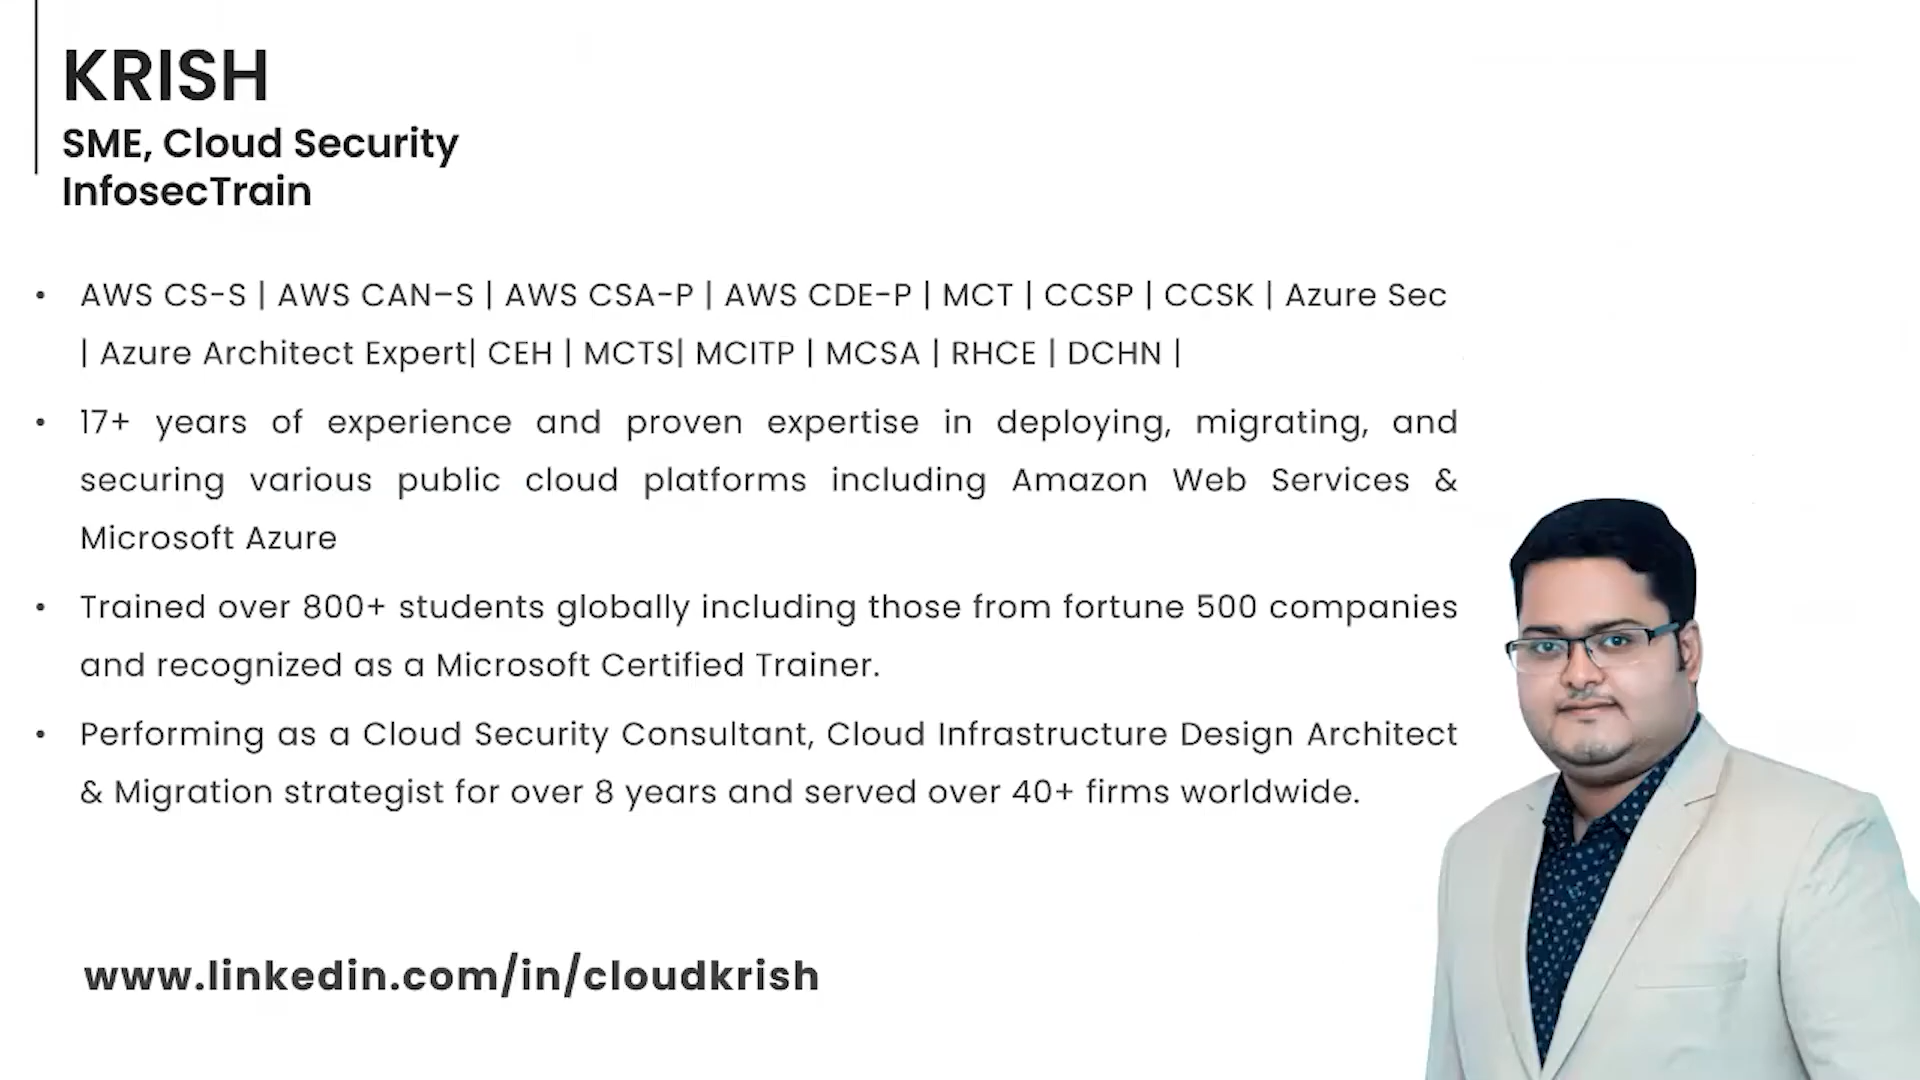 KRISH
SME, Cloud Security
InfosecTrain
• AWS CS-S | AWS CAN–S | AWS CSA-P | AWS CDE-P | MCT | CCSP | CCSK | Azure Sec
| Azure Architect Expert| CEH | MCTS| MCITP | MCSA | RHCE | DCHN |
• 17+ years of experience and proven expertise in deploying, migrating, and
securing various public cloud platforms including Amazon Web Services &
Microsoft Azure
• Trained over 800+ students globally including those from fortune 500 companies
and recognized as a Microsoft Certified Trainer.
• Performing as a Cloud Security Consultant, Cloud Infrastructure Design Architect
& Migration strategist for over 8 years and served over 40+ firms worldwide.
www.linkedin.com/in/cloudkrish